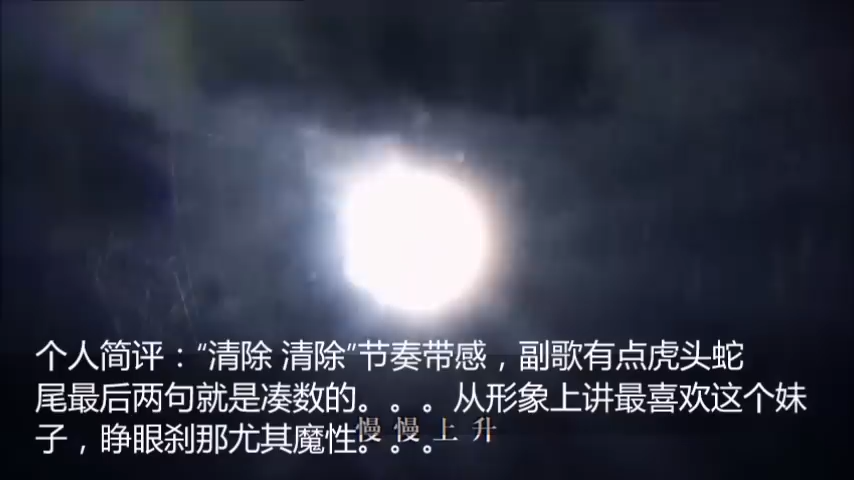 个人简评：“清除 清除”节奏带感，副歌有点虎头蛇
尾最后两句就是凑数的。。。从形象上讲最喜欢这个妹
子，睁眼刹那尤其魔性。。。
慢慢上升